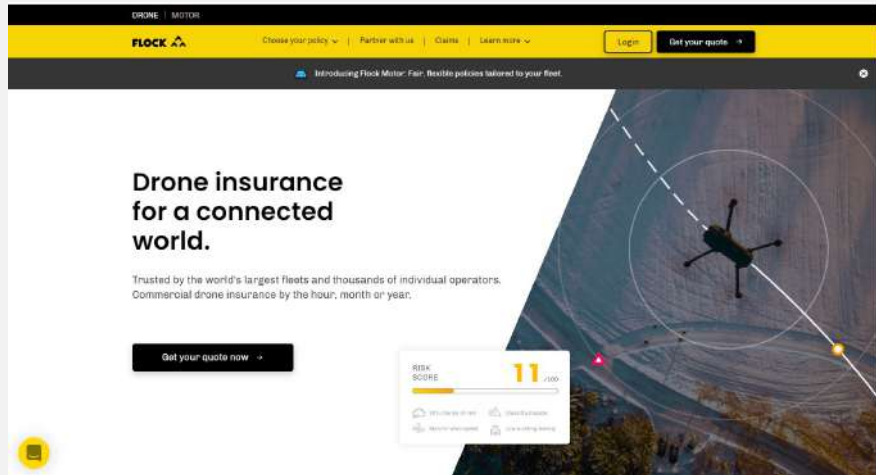 DRONE | MOTOR
FLOCK
Choose your policy | Partner with us | Claims | Learn more
Login
Get your quote →
Introducing Flock Motor: Fair, flexible policies tailored to your fleet.
Drone insurance
for a connected
world.
Trusted by the world's largest fleets and thousands of individual operators.
Commercial drone insurance by the hour, month or year.
Get your quote now →
RISK
SCORE
11 /100